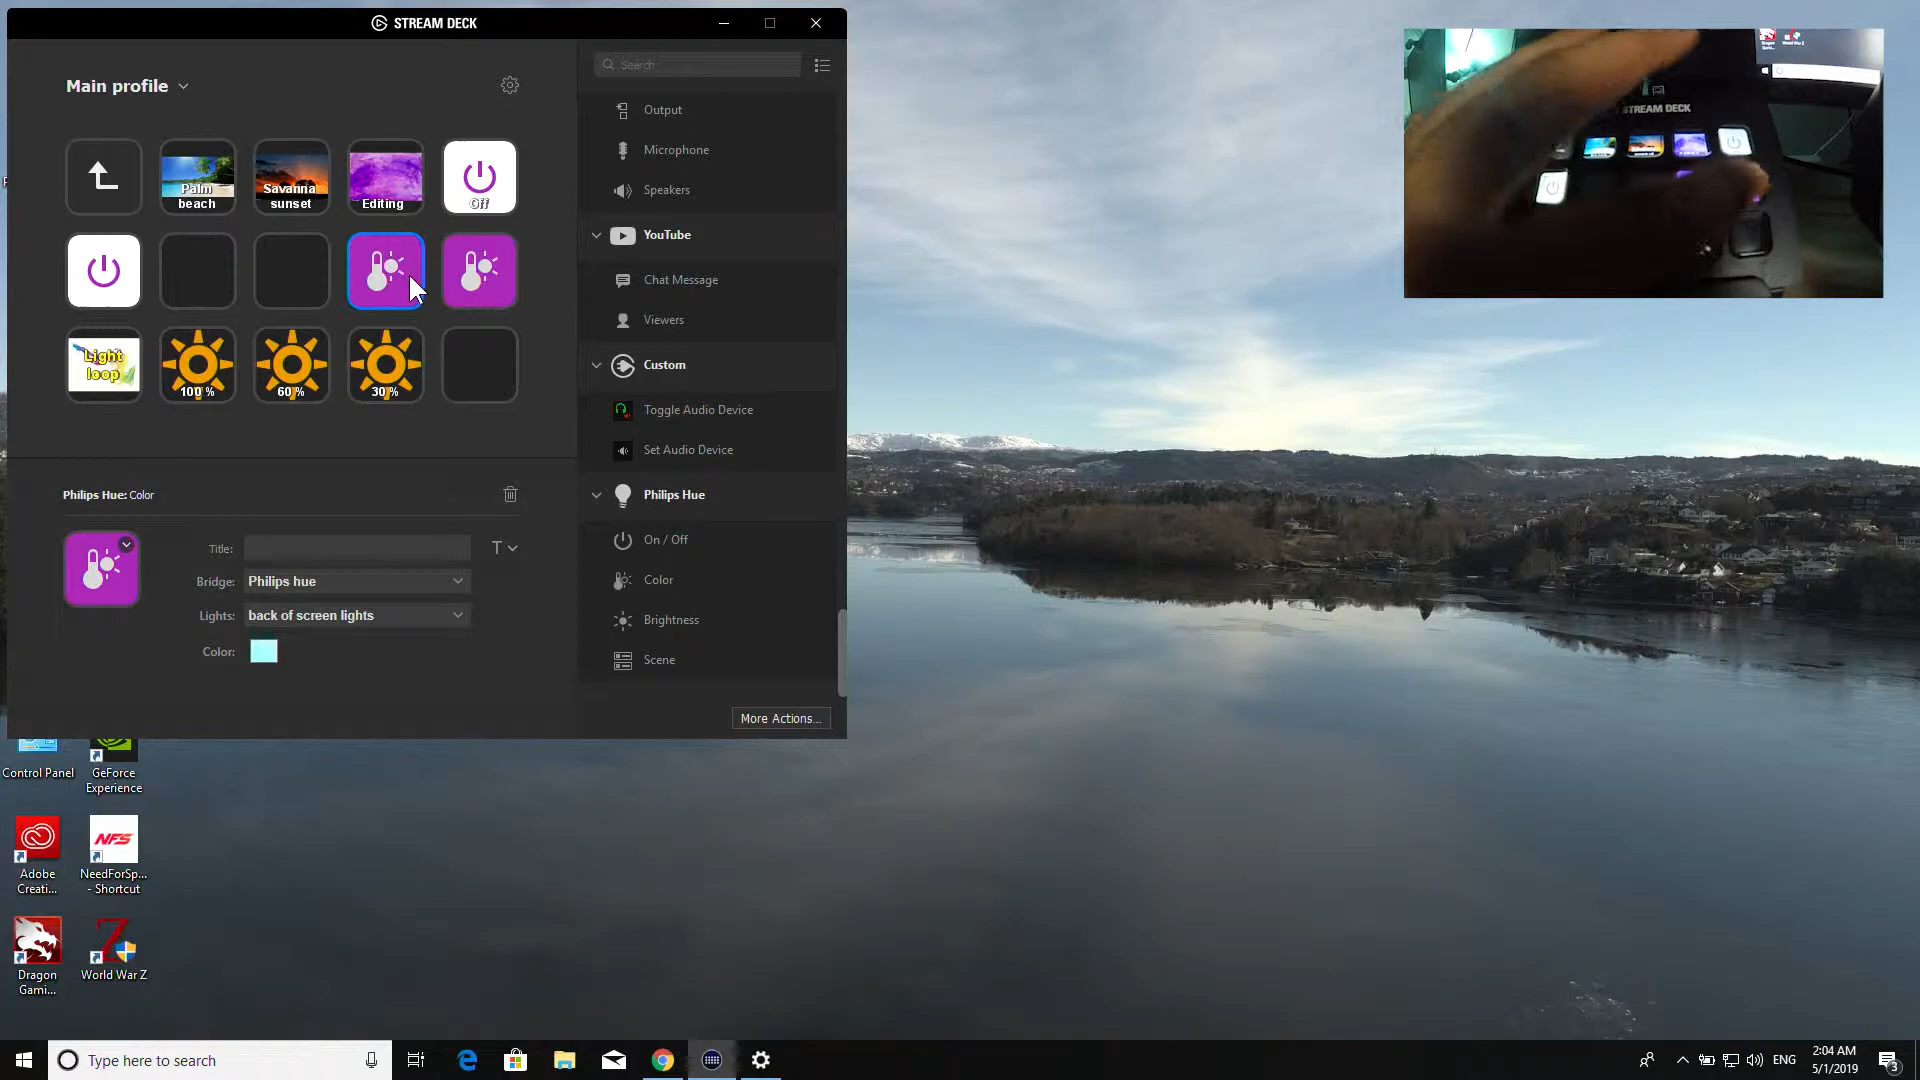 STREAM DECK
Main profile
Palm
beach
Savanna
sunset
Editing
Off
Light
loop
100 %
60 %
30 %
Search
Output
Microphone
Speakers
YouTube
Chat Message
Viewers
Custom
Toggle Audio Device
Set Audio Device
Philips Hue
On / Off
Color
Brightness
Scene
More Actions...
Philips Hue: Color
Title:
T
Bridge: Philips hue
Lights: back of screen lights
Color:
STREAM DECK
Control Panel
GeForce
Experience
Adobe
Creati...
NFS
NeedForSp...
- Shortcut
Dragon
Gami...
World War Z
Type here to search
ENG
2:04 AM
5/1/2019
3